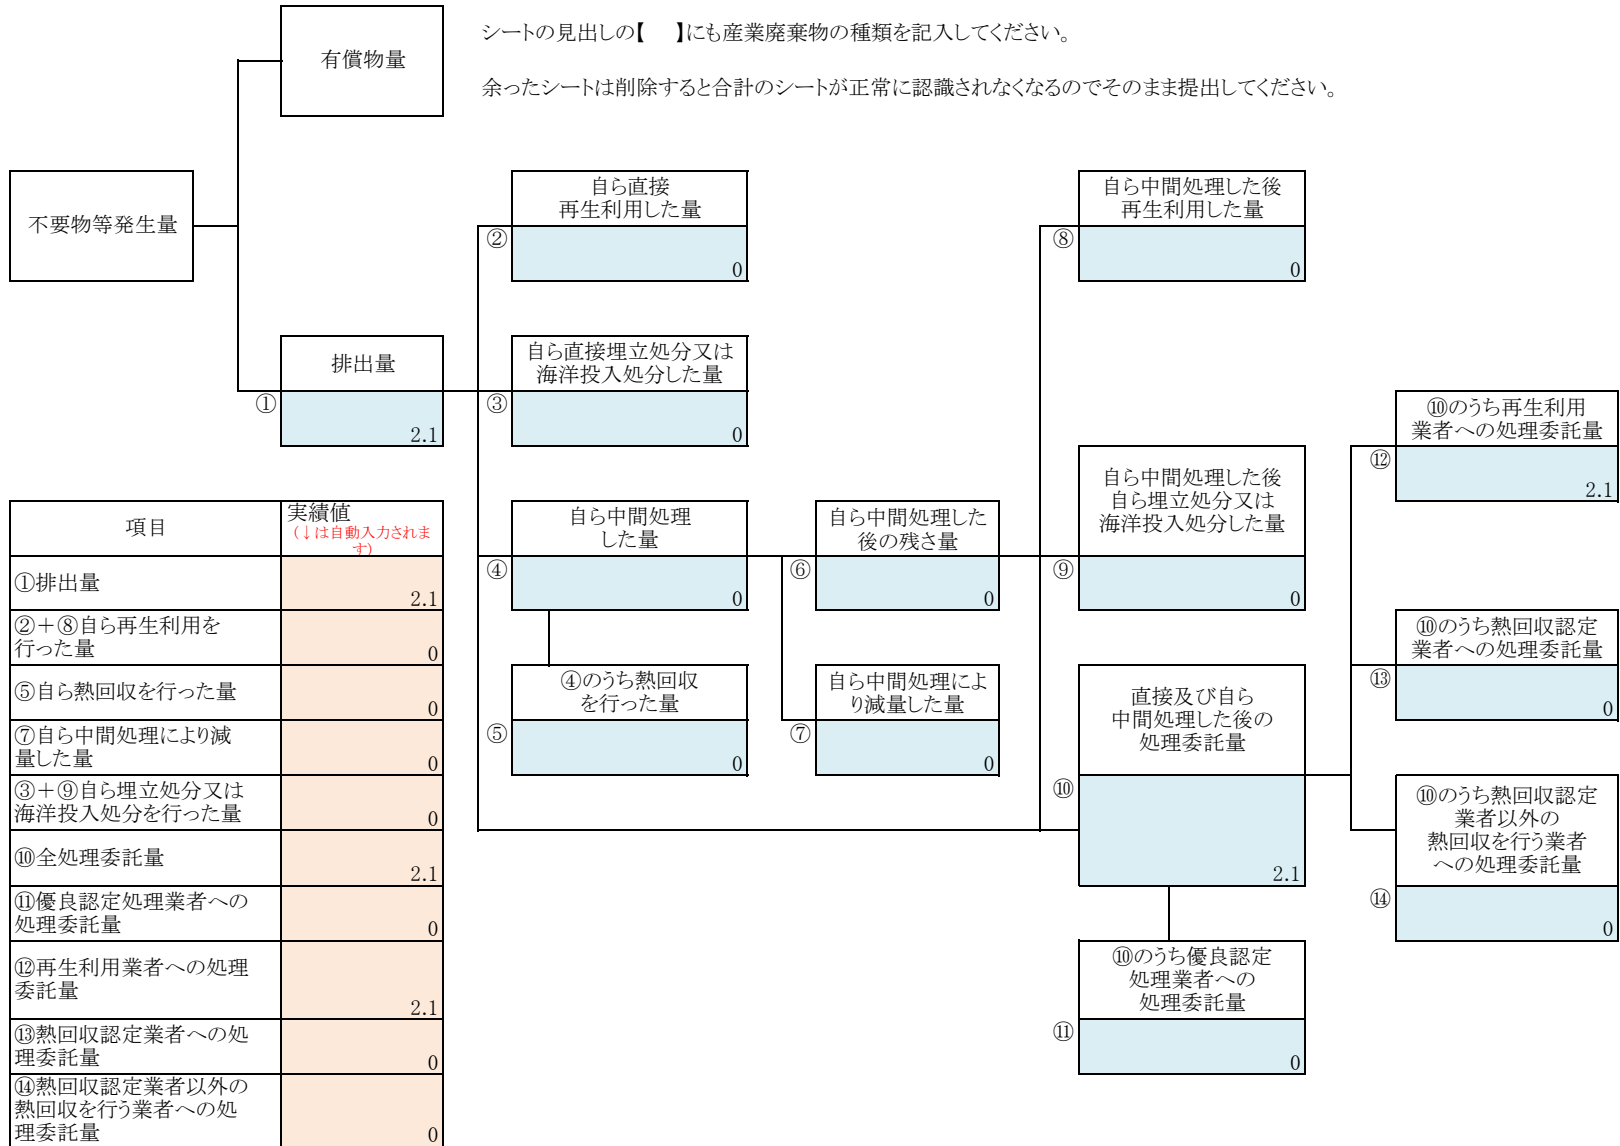 有償物量
シートの見出しの【　】にも産業廃棄物の種類を記入してください。
余ったシートは削除すると合計のシートが正常に認識されなくなるのでそのまま提出してください。
不要物等発生量
自ら直接
再生利用した量
②
0
自ら中間処理した後
再生利用した量
⑧
0
排出量
①
2.1
自ら直接埋立処分又は
海洋投入処分した量
③
0
⑩のうち再生利用
業者への処理委託量
⑫
2.1
自ら中間処理
した量
④
0
自ら中間処理した
後の残さ量
⑥
0
自ら中間処理した後
自ら埋立処分又は
海洋投入処分した量
⑨
0
⑩のうち熱回収認定
業者への処理委託量
⑬
0
④のうち熱回収
を行った量
⑤
0
自ら中間処理によ
り減量した量
⑦
0
直接及び自ら
中間処理した後の
処理委託量
⑩
2.1
⑩のうち熱回収認定
業者以外の
熱回収を行う業者
への処理委託量
⑭
0
⑩のうち優良認定
処理業者への
処理委託量
⑪
0
項目
実績値
(↓は自動入力されま
す)
①排出量
2.1
②+⑧自ら再生利用を
行った量
0
⑤自ら熱回収を行った量
0
⑦自ら中間処理により減
量した量
0
③+⑨自ら埋立処分又は
海洋投入処分を行った量
0
⑩全処理委託量
2.1
⑪優良認定処理業者への
処理委託量
0
⑫再生利用業者への処理
委託量
2.1
⑬熱回収認定業者への処
理委託量
0
⑭熱回収認定業者以外の
熱回収を行う業者への処
理委託量
0